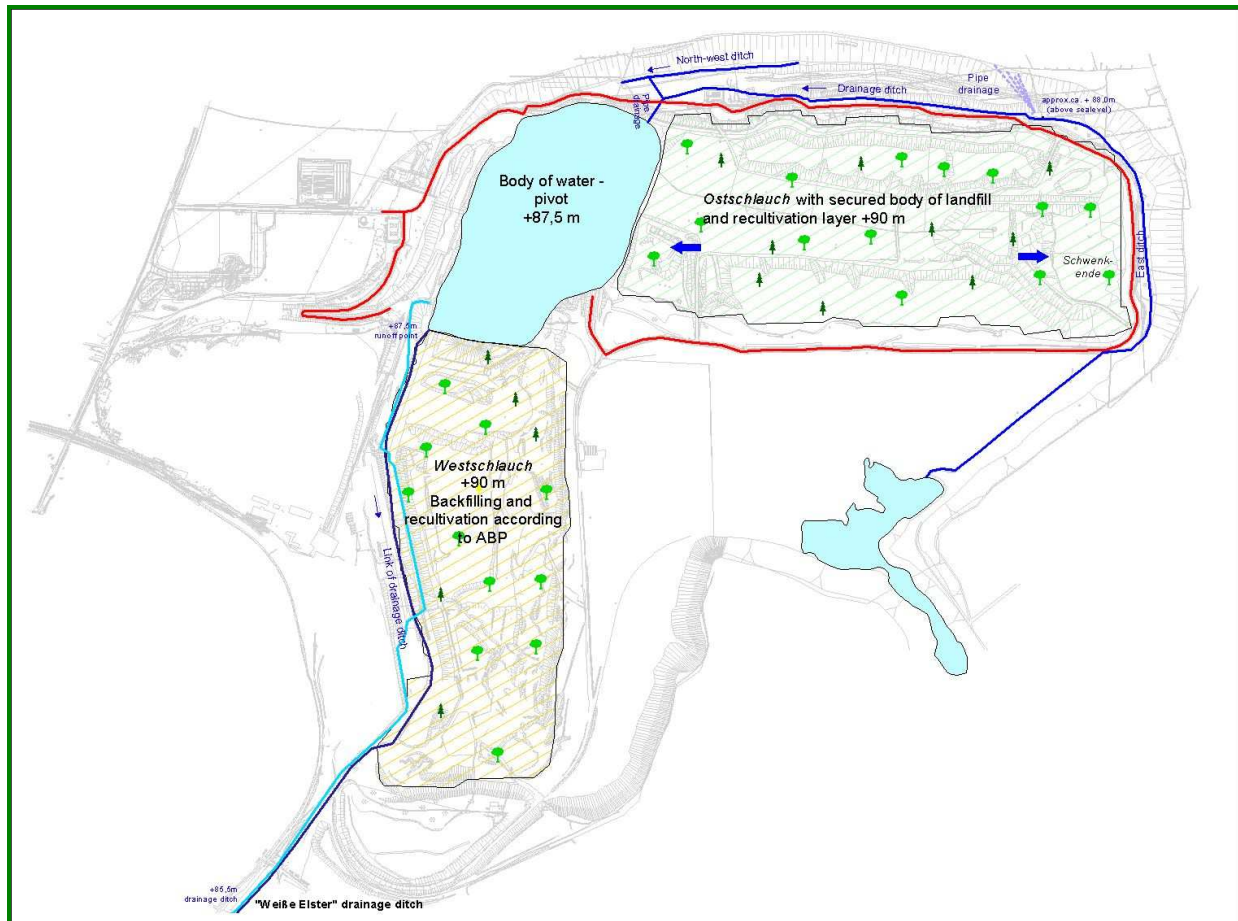 North-west ditch
Pipe
drainage
Drainage ditch
approx.ca. + 88,0m
(above sealevel)
Pipe
drainage
Body of water -
pivot
+87,5 m
Ostschlauch with secured body of landfill
and recultivation layer +90 m
Schwenk-
ende
East ditch
+87,5m
runoff point
Westschlauch
+90 m
Backfilling and
recultivation according
to ABP
Link of drainage ditch
+85,5m
drainage ditch
"Weiße Elster" drainage ditch